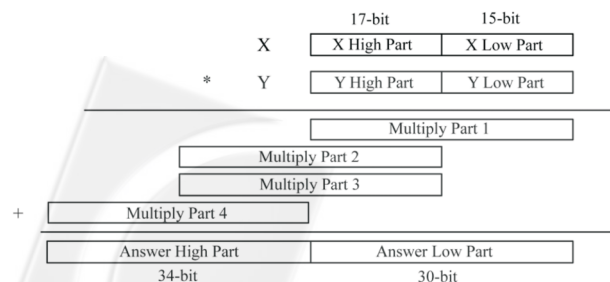 17-bit 15-bit
X X High Part X Low Part
* Y Y High Part Y Low Part
Multiply Part 1
Multiply Part 2
Multiply Part 3
+ Multiply Part 4
Answer High Part Answer Low Part
34-bit 30-bit